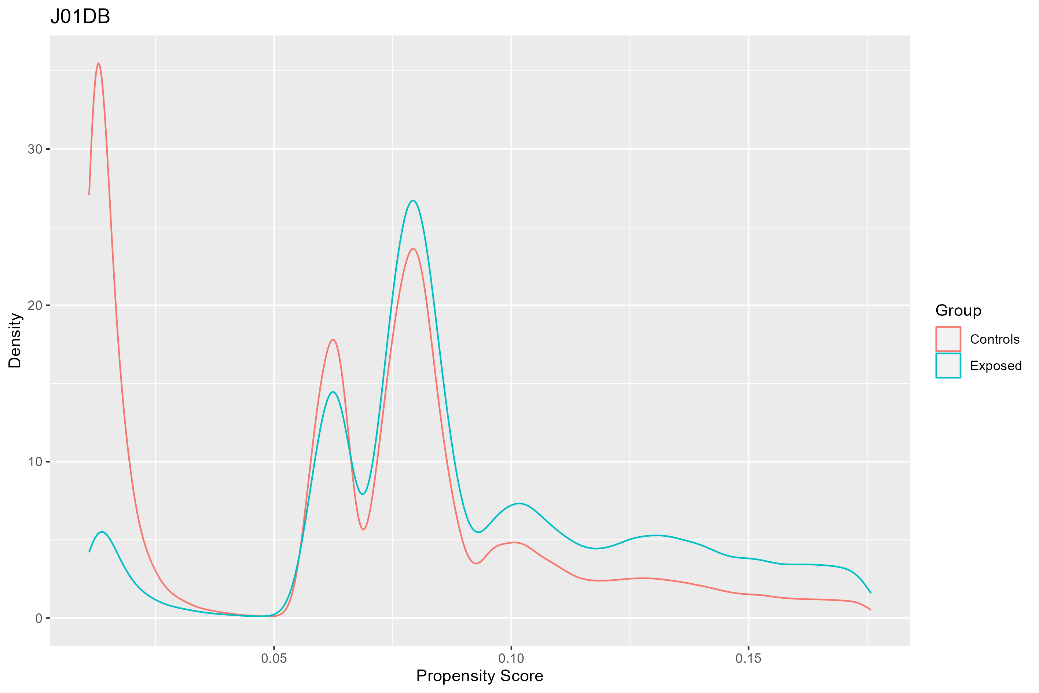 J01DB
30
20
10
0
Density
0.05
0.10
0.15
Propensity Score
Group
Controls
Exposed